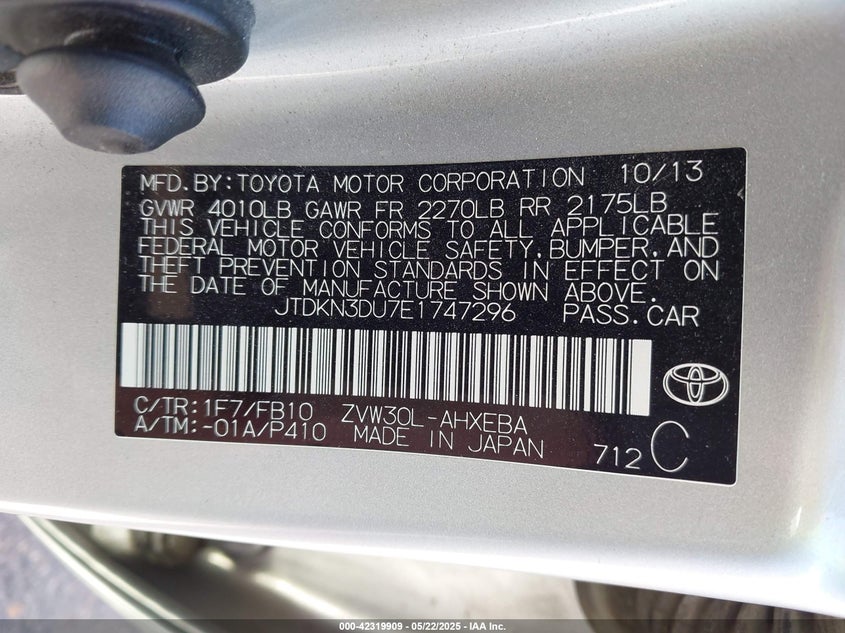 MFD.BY:TOYOTA MOTOR CORPORATION 10/13
GVWR 4010LB GAWR FR 2270LB RR 2175LB
THIS VEHICLE CONFORMS TO ALL APPLICABLE
FEDERAL MOTOR VEHICLE SAFETY,BUMPER,AND
THEFT PREVENTION STANDARDS IN EFFECT ON
THE DATE OF MANUFACTURE SHOWN ABOVE.
JTDKN3DU7E1747296 PASS.CAR
C/TR:1F7/FB10 ZVW30L-AHXEBA
A/TM:-01A/P410 MADE IN JAPAN
712 C
000-42319909 - 05/22/2025 - IAA Inc.